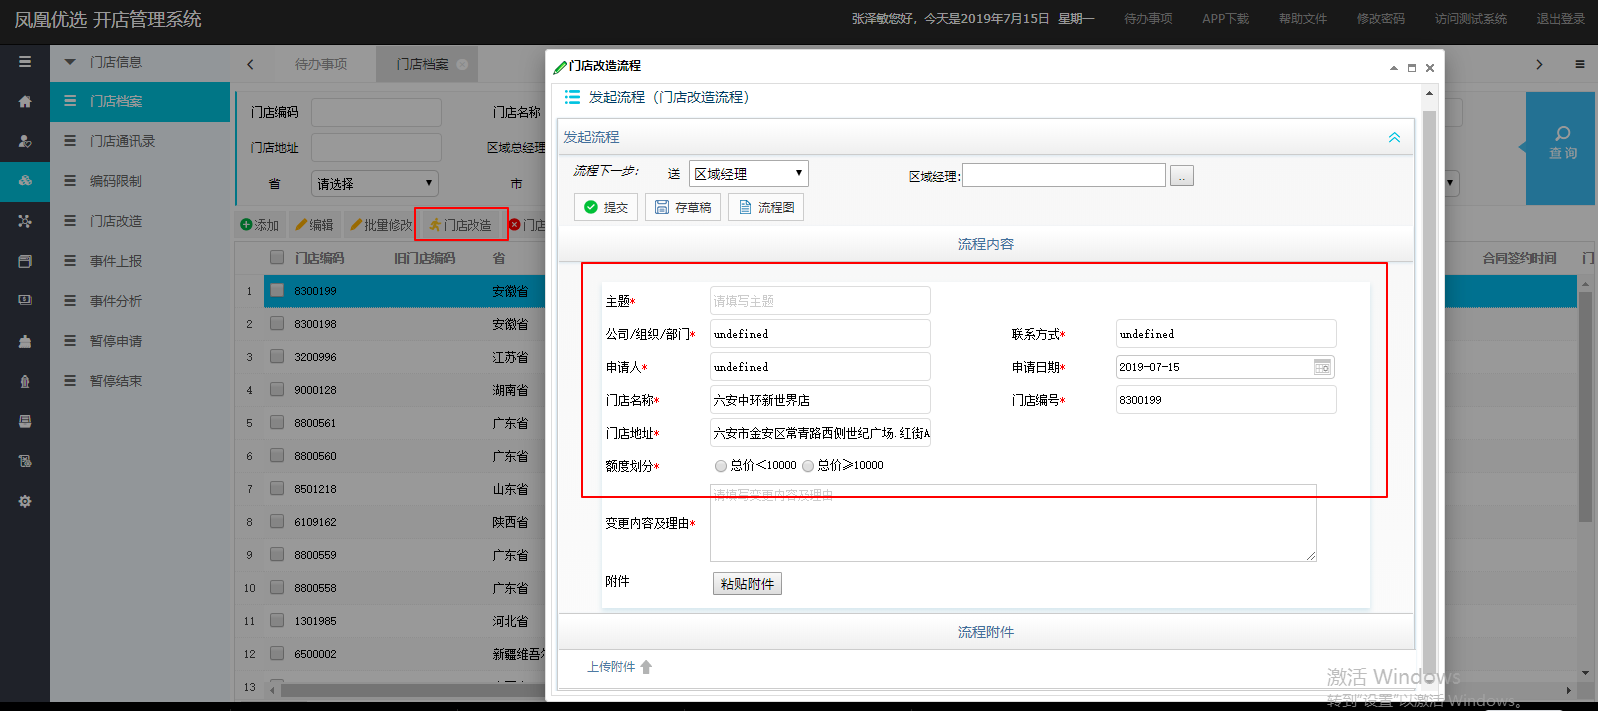 凤凰优选 开店管理系统
张泽敏您好，今天是2019年7月15日 星期一 待办事项 APP下载 帮助文件 修改密码 访问测试系统 退出登录
门店信息
门店档案
门店通讯录
编码限制
门店改造
事件上报
事件分析
暂停申请
暂停结束
待办事项 门店档案
门店编码 门店名称
门店地址 区域总经理
省 请选择 市
查 询
添加 编辑 批量修改 门店改造 门店
门店编码 旧门店编码 省 合同签约时间 门
1 8300199 安徽省
2 8300198 安徽省
3 3200996 江苏省
4 9000128 湖南省
5 8800561 广东省
6 8800560 广东省
7 8501218 山东省
8 6109162 陕西省
9 8800559 广东省
10 8800558 广东省
11 1301985 河北省
12 6500002 新疆维吾尔
13
门店改造流程
发起流程（门店改造流程）
发起流程
流程下一步: 送 区域经理 区域经理: ..
提交 存草稿 流程图
流程内容
主题* 请填写主题
公司/组织/部门* undefined 联系方式* undefined
申请人* undefined 申请日期* 2019-07-15
门店名称* 六安中环新世界店 门店编号* 8300199
门店地址* 六安市金安区常青路西侧世纪广场.红街A
额度划分* 总价<10000 总价≥10000
变更内容及理由* 请填写变更内容及理由
附件 粘贴附件
流程附件
上传附件
激活 Windows
转到"设置"以激活 Windows。